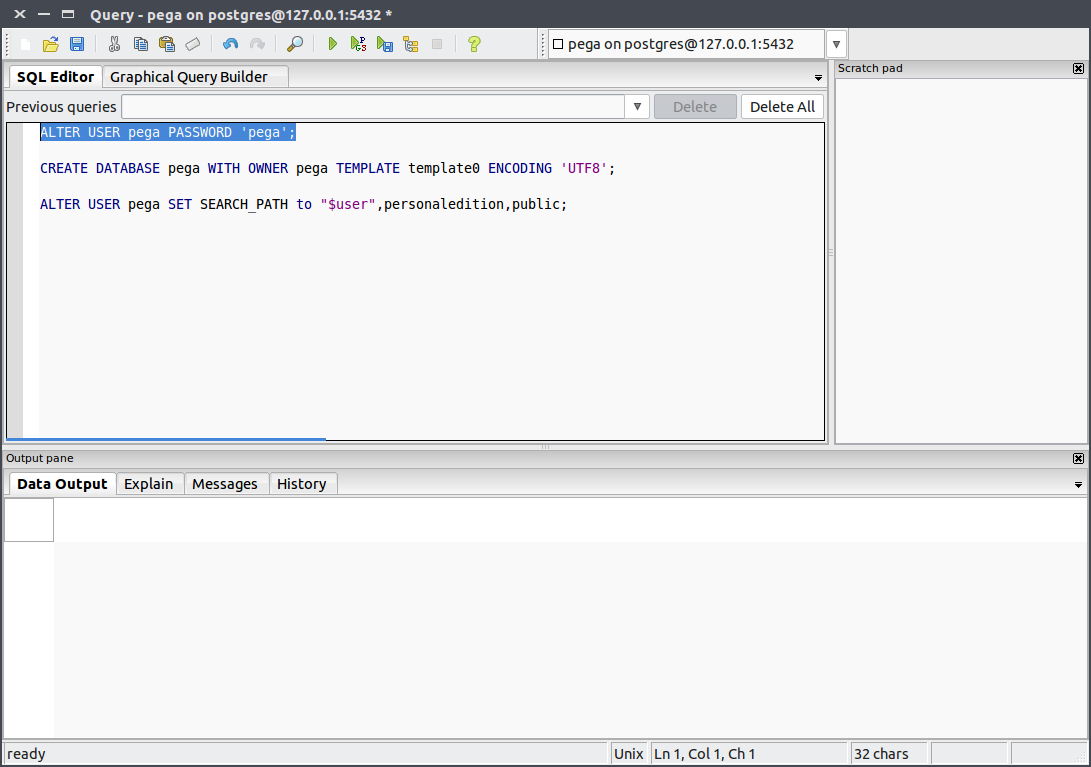 Query - pega on postgres@127.0.0.1:5432 *
pega on postgres@127.0.0.1:5432
SQL Editor
Graphical Query Builder
Scratch pad
Previous queries
Delete
Delete All
ALTER USER pega PASSWORD 'pega';
CREATE DATABASE pega WITH OWNER pega TEMPLATE template0 ENCODING 'UTF8';
ALTER USER pega SET SEARCH_PATH to "$user",personaledition,public;
Output pane
Data Output
Explain
Messages
History
ready
Unix
Ln 1, Col 1, Ch 1
32 chars